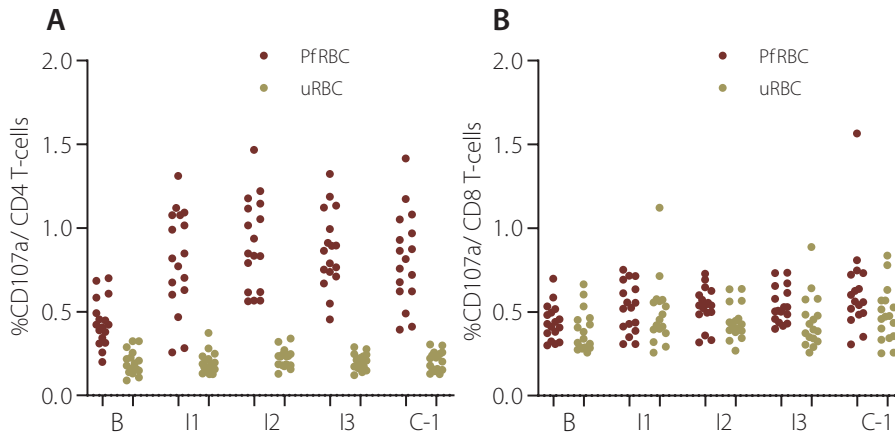 A
%CD107a/ CD4 T-cells
2.0
1.5
1.0
0.5
0.0
PfRBC
uRBC
B I1 I2 I3 C-1
B
%CD107a/ CD8 T-cells
2.0
1.5
1.0
0.5
0.0
PfRBC
uRBC
B I1 I2 I3 C-1